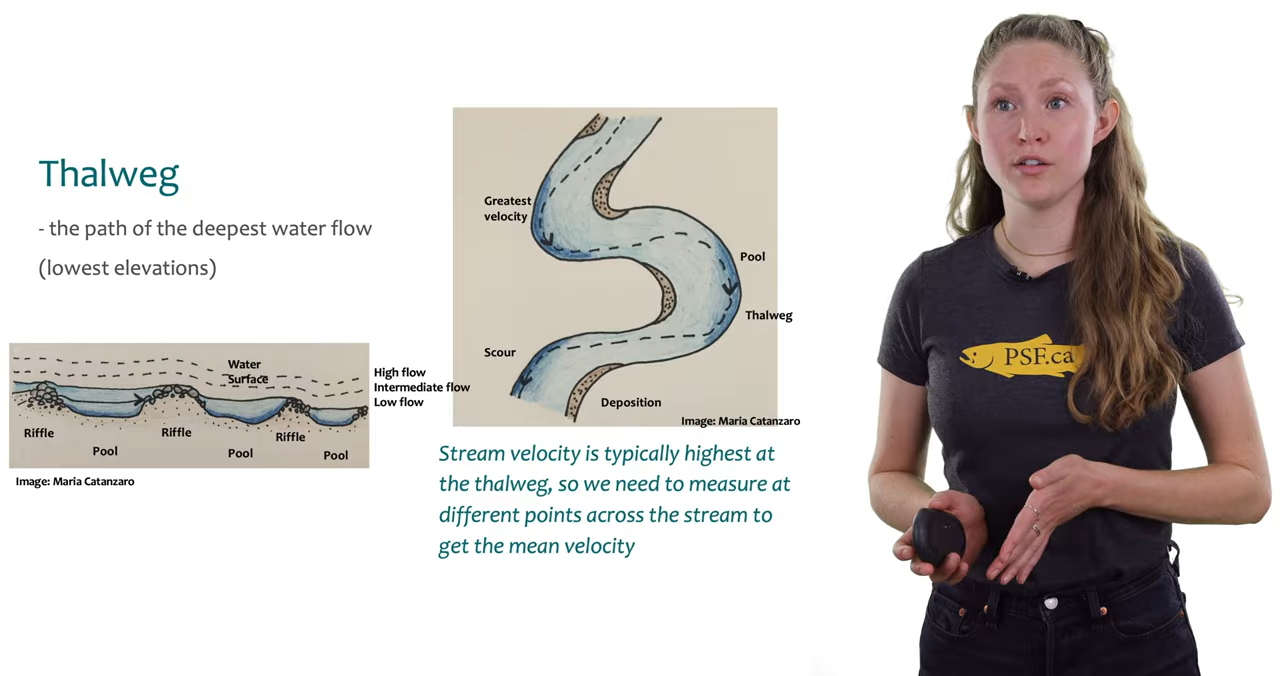 Thalweg
- the path of the deepest water flow
(lowest elevations)
Water
Surface
High flow
Intermediate flow
Low flow
Riffle
Riffle
Riffle
Pool
Pool
Pool
Image: Maria Catanzaro
Greatest
velocity
Pool
Thalweg
Scour
Deposition
Image: Maria Catanzaro
Stream velocity is typically highest at
the thalweg, so we need to measure at
different points across the stream to
get the mean velocity
PSF.ca